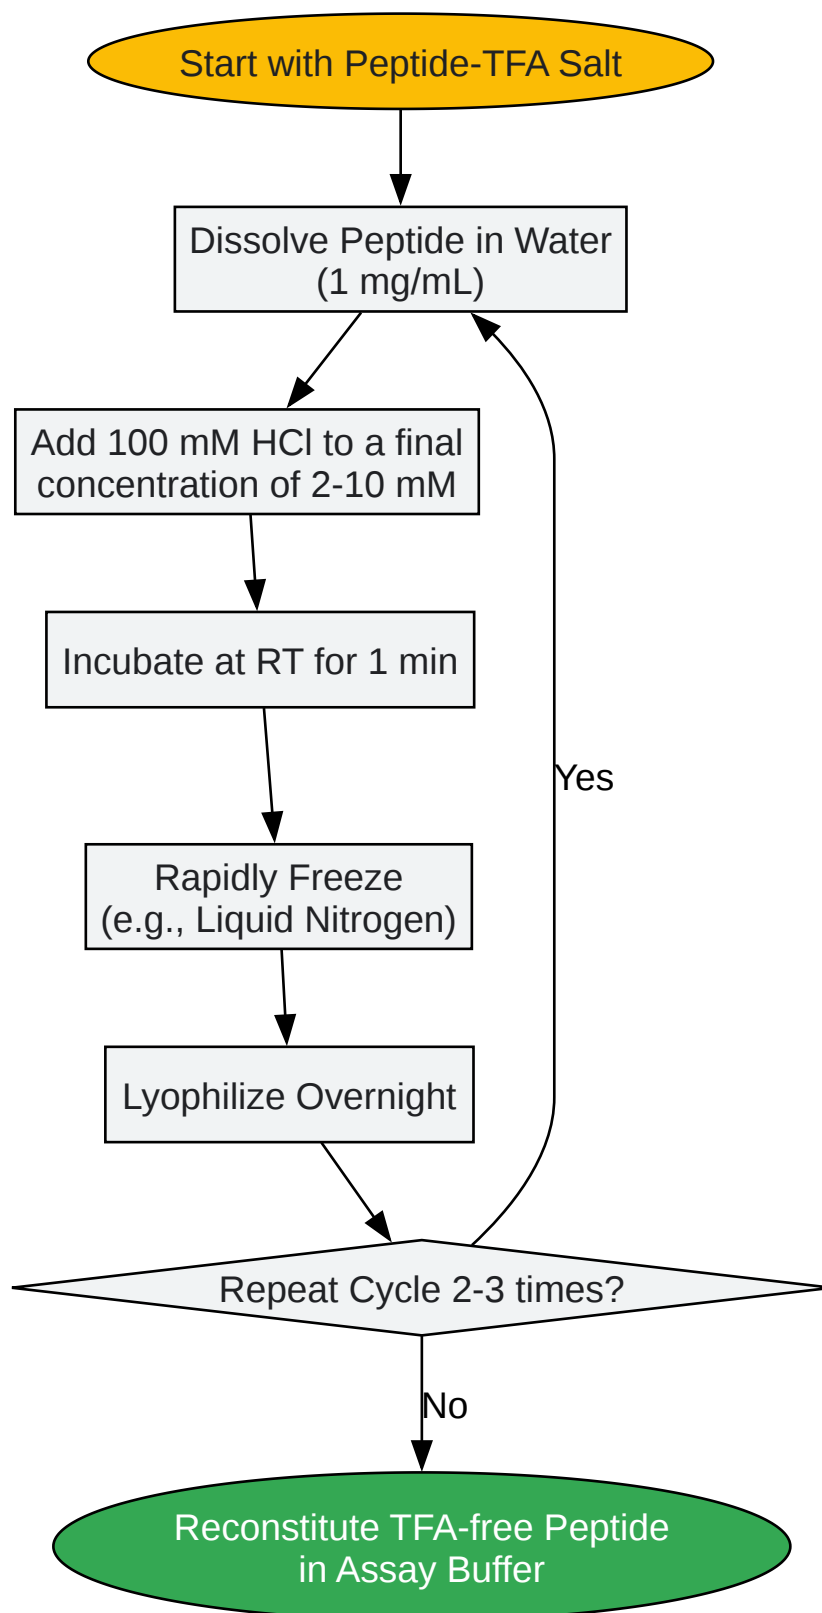 Start with Peptide-TFA Salt
Dissolve Peptide in Water
(1 mg/mL)
Add 100 mM HCl to a final
concentration of 2-10 mM
Incubate at RT for 1 min
Yes
Rapidly Freeze
(e.g., Liquid Nitrogen)
Lyophilize Overnight
Repeat Cycle 2-3 times?
No
Reconstitute TFA-free Peptide
in Assay Buffer